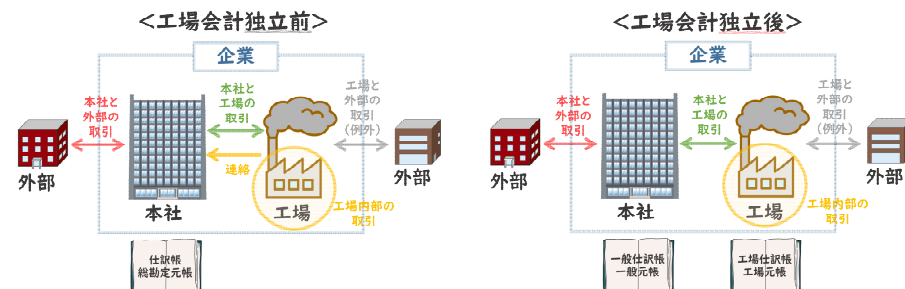 <工場会計独立前>
企業
本社と
外部の
取引
本社と
工場の
取引
工場と
外部の
取引
(例外)
連絡
外部
本社
工場
工場内部の
取引
外部
仕訳帳
総勘定元帳
<工場会計独立後>
企業
本社と
外部の
取引
本社と
工場の
取引
工場と
外部の
取引
(例外)
外部
本社
工場
工場内部の
取引
外部
一般仕訳帳
一般元帳
工場仕訳帳
工場元帳